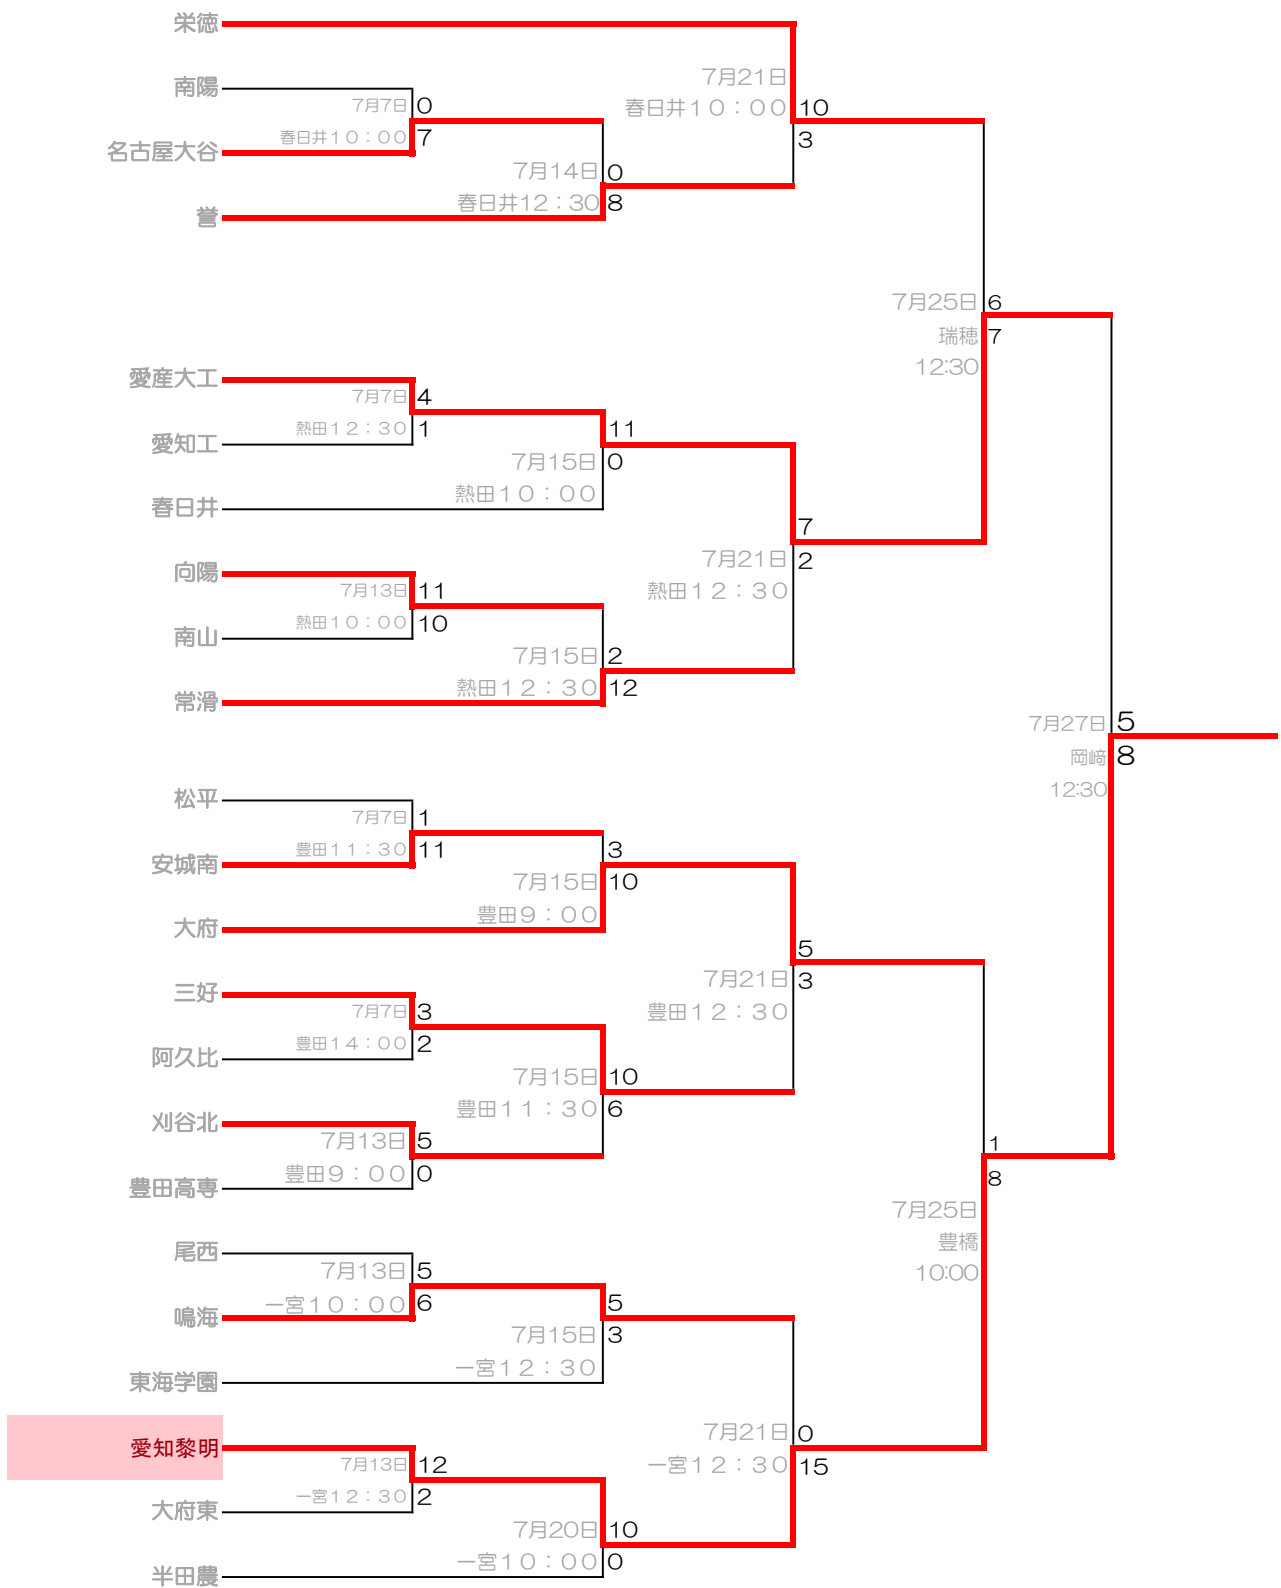 栄徳
7月21日
春日井１０：００
10
3
南陽
7月7日
春日井１０：００
0
7
名古屋大谷
7月14日
春日井12：30
0
8
誉
7月25日
瑞穂
12:30
6
7
愛産大工
7月7日
熱田１２：３０
4
1
愛知工
7月15日
熱田１０：００
11
0
春日井
7月21日
熱田１２：３０
7
2
向陽
7月13日
熱田１０：００
11
10
南山
7月15日
熱田１２：３０
2
12
常滑
7月27日
岡﨑
12:30
5
8
松平
7月7日
豊田１１：３０
1
11
安城南
7月15日
豊田９：００
3
10
大府
7月21日
豊田１２：３０
5
3
三好
7月7日
豊田１４：００
3
2
阿久比
7月15日
豊田１１：３０
10
6
刈谷北
7月13日
豊田９：００
5
0
豊田高専
7月25日
豊橋
10:00
1
8
尾西
7月13日
一宮１０：００
5
6
鳴海
7月15日
一宮１２：３０
5
3
東海学園
7月21日
一宮１２：３０
0
15
愛知黎明
7月13日
一宮１２：３０
12
2
大府東
7月20日
一宮１０：００
10
0
半田農